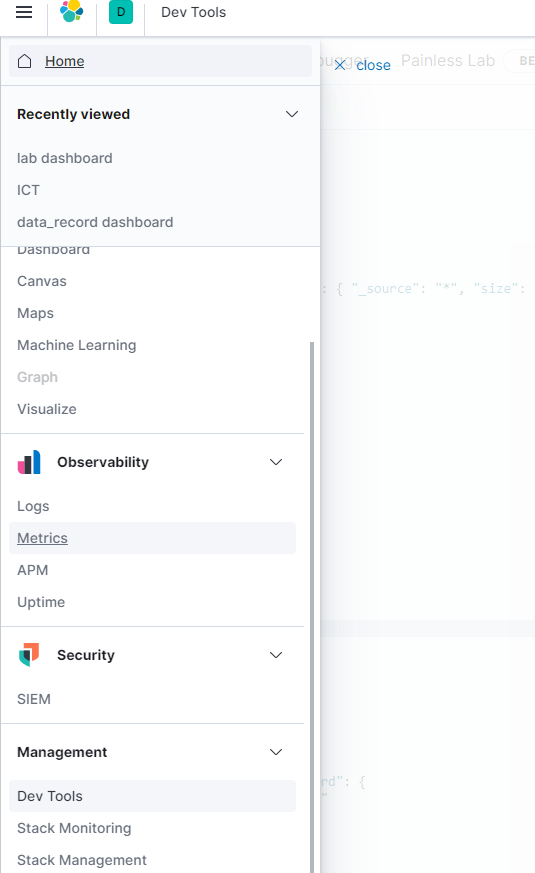 D Dev Tools
Home
close
Painless Lab
BE
Recently viewed
lab dashboard
ICT
data_record dashboard
Dashboard
Canvas
: { "_source": "*", "size":
Maps
Machine Learning
Graph
Visualize
Observability
Logs
Metrics
APM
Uptime
Security
SIEM
Management
rd": {
Dev Tools
"
Stack Monitoring
Stack Management